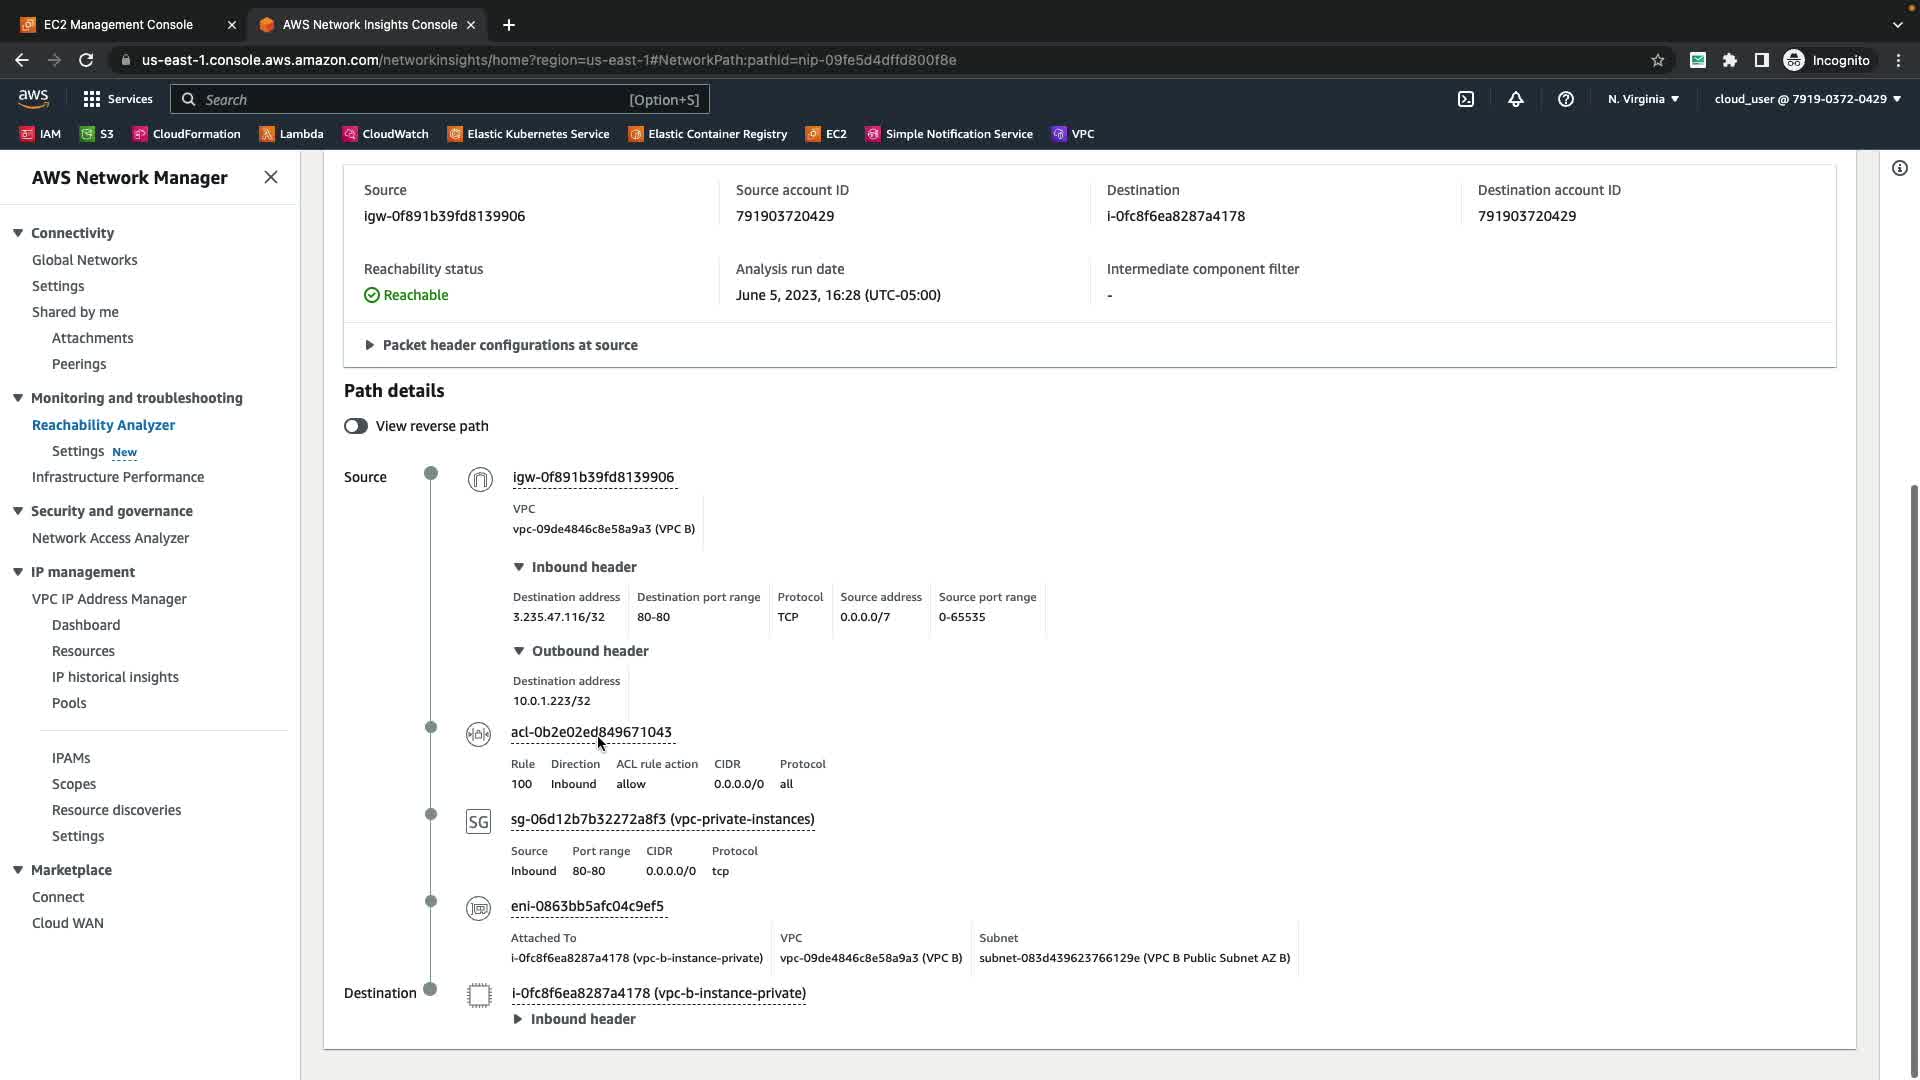 EC2 Management Console
AWS Network Insights Console
us-east-1.console.aws.amazon.com/networkinsights/home?region=us-east-1#NetworkPath:pathId=nip-09fe5d4dffd800f8e
Incognito
aws
Services
Search
[Option+S]
N. Virginia
cloud_user @ 7919-0372-0429
IAM
S3
CloudFormation
Lambda
CloudWatch
Elastic Kubernetes Service
Elastic Container Registry
EC2
Simple Notification Service
VPC
AWS Network Manager
Connectivity
Global Networks
Settings
Shared by me
Attachments
Peerings
Monitoring and troubleshooting
Reachability Analyzer
Settings New
Infrastructure Performance
Security and governance
Network Access Analyzer
IP management
VPC IP Address Manager
Dashboard
Resources
IP historical insights
Pools
IPAMs
Scopes
Resource discoveries
Settings
Marketplace
Connect
Cloud WAN
Source
igw-0f891b39fd8139906
Source account ID
791903720429
Destination
i-0fc8f6ea8287a4178
Destination account ID
791903720429
Reachability status
Reachable
Analysis run date
June 5, 2023, 16:28 (UTC-05:00)
Intermediate component filter
-
Packet header configurations at source
Path details
View reverse path
Source
igw-0f891b39fd8139906
VPC
vpc-09de4846c8e58a9a3 (VPC B)
Inbound header
Destination address Destination port range Protocol Source address Source port range
3.235.47.116/32 80-80 TCP 0.0.0.0/7 0-65535
Outbound header
Destination address
10.0.1.223/32
acl-0b2e02ed849671043
Rule Direction ACL rule action CIDR Protocol
100 Inbound allow 0.0.0.0/0 all
SG
sg-06d12b7b32272a8f3 (vpc-private-instances)
Source Port range CIDR Protocol
Inbound 80-80 0.0.0.0/0 tcp
eni-0863bb5afc04c9ef5
Attached To VPC Subnet
i-0fc8f6ea8287a4178 (vpc-b-instance-private) vpc-09de4846c8e58a9a3 (VPC B) subnet-083d439623766129e (VPC B Public Subnet AZ B)
Destination
i-0fc8f6ea8287a4178 (vpc-b-instance-private)
Inbound header